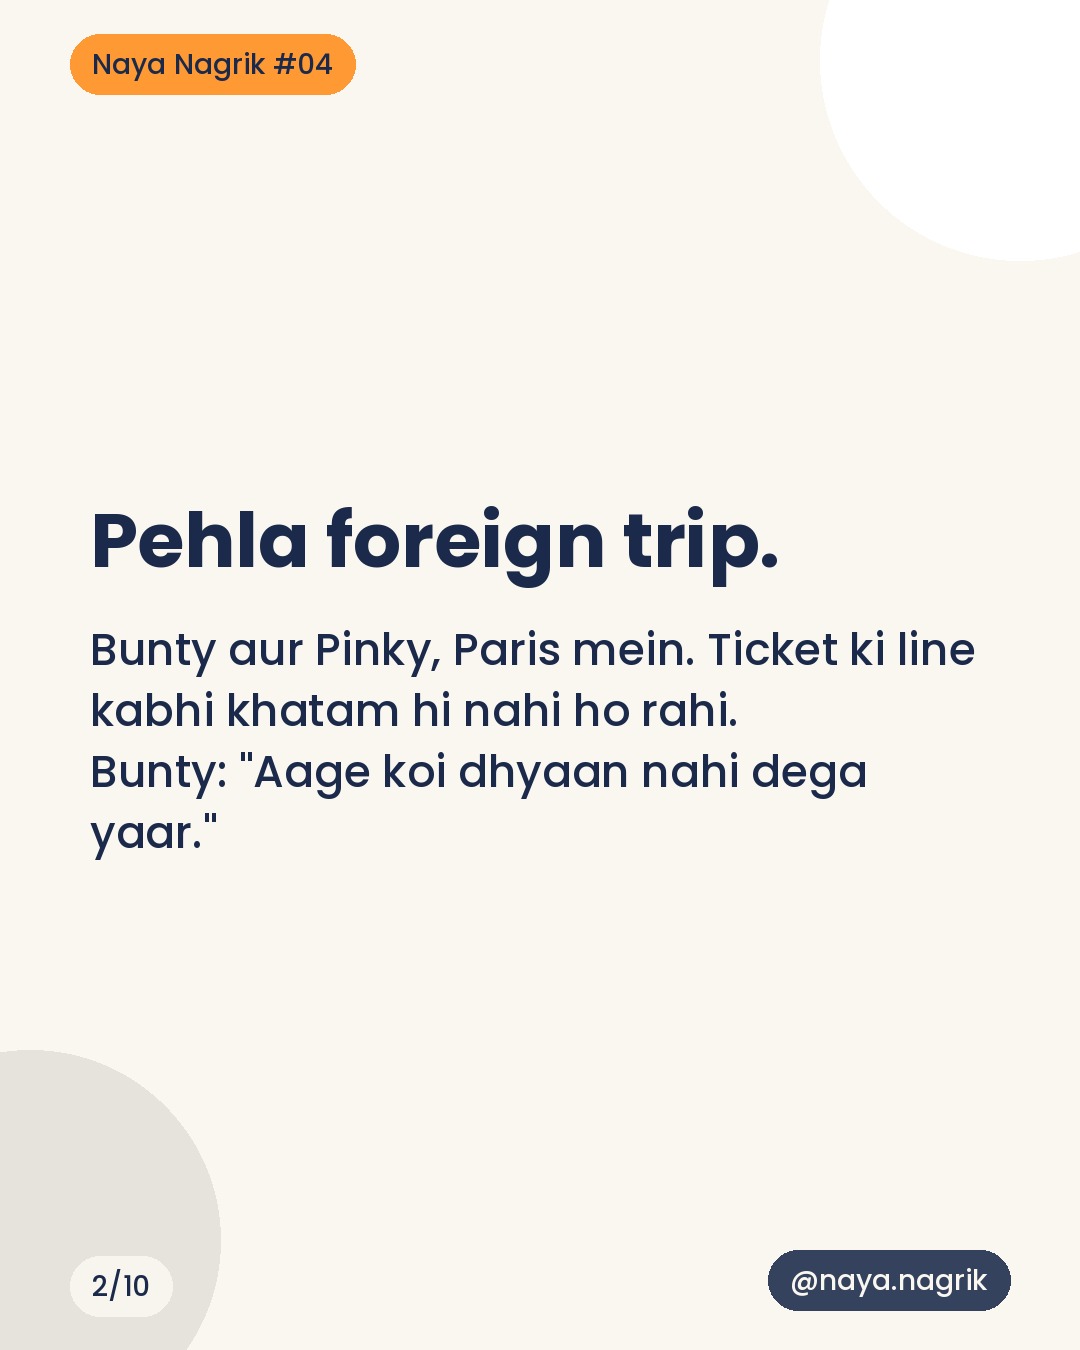 Naya Nagrik #04
Pehla foreign trip.
Bunty aur Pinky, Paris mein. Ticket ki line
kabhi khatam hi nahi ho rahi.
Bunty: "Aage koi dhyaan nahi dega
yaar."
2/10
@naya.nagrik